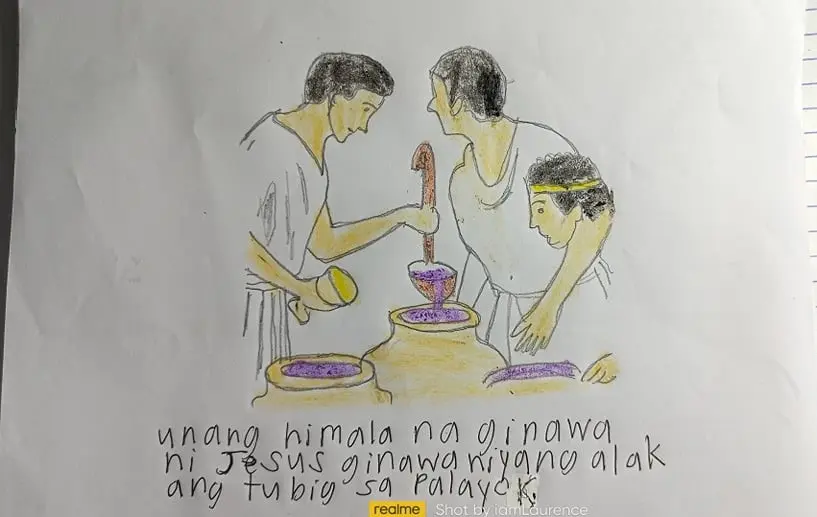 unang himala na ginawa
ni Jesus ginawa niyang alak
ang tubig sa Palayok
realme Shot by iamLaurence